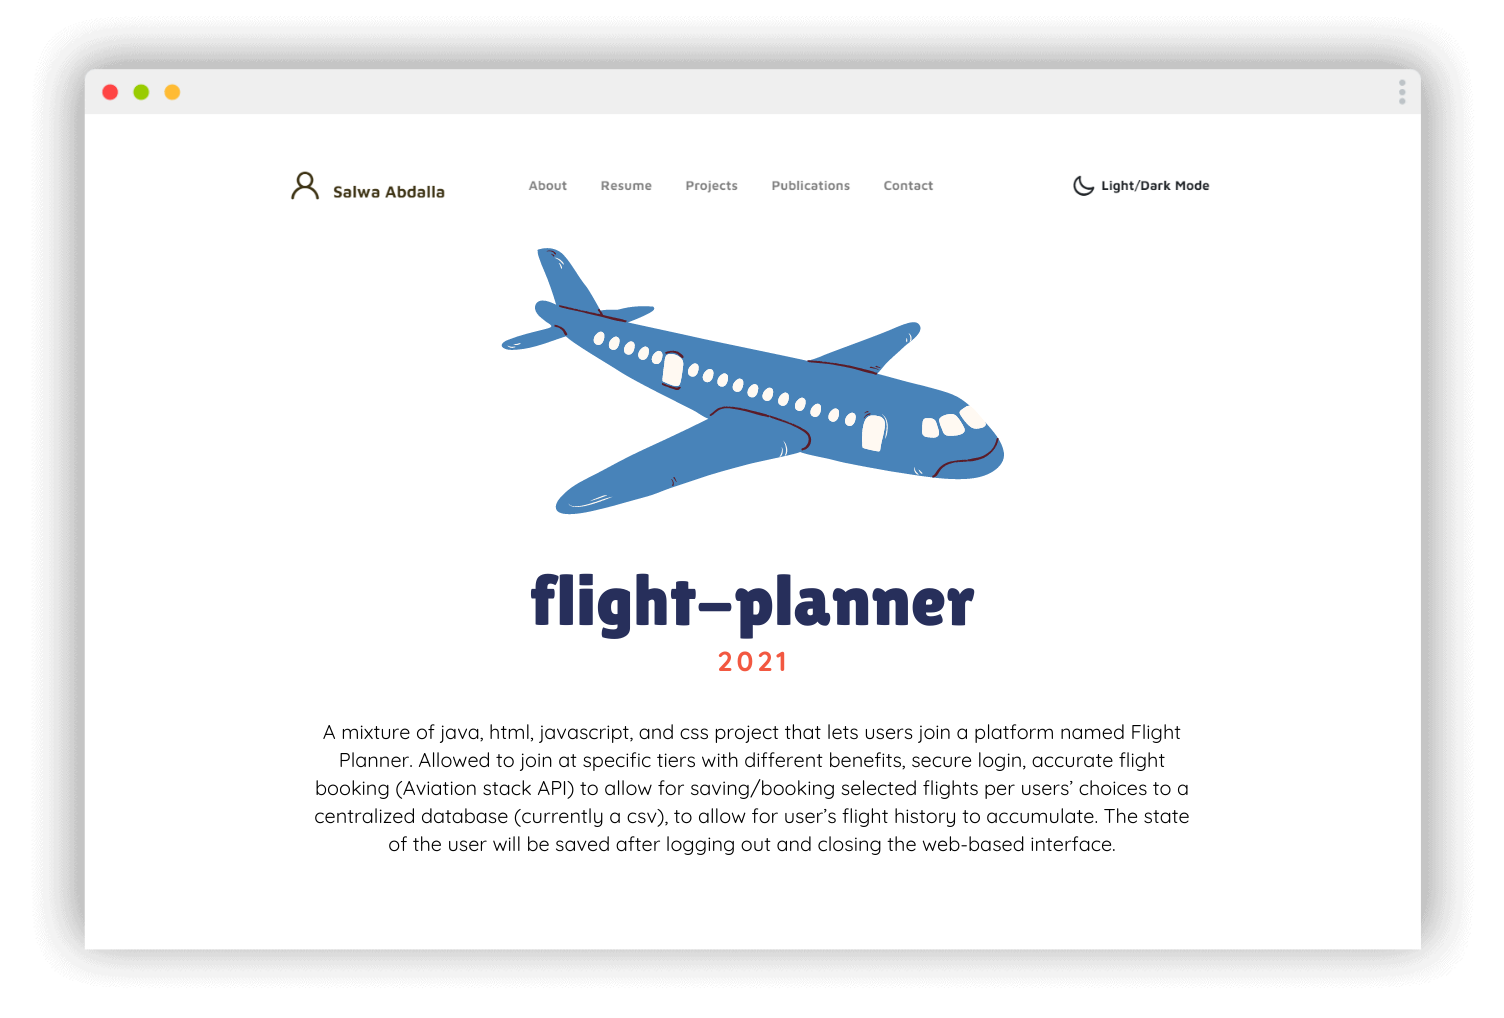 Salwa Abdalla
About Resume Projects Publications Contact
Light/Dark Mode
flight-planner
2021
A mixture of java, html, javascript, and css project that lets users join a platform named Flight
Planner. Allowed to join at specific tiers with different benefits, secure login, accurate flight
booking (Aviation stack API) to allow for saving/booking selected flights per users’ choices to a
centralized database (currently a csv), to allow for user’s flight history to accumulate. The state
of the user will be saved after logging out and closing the web-based interface.